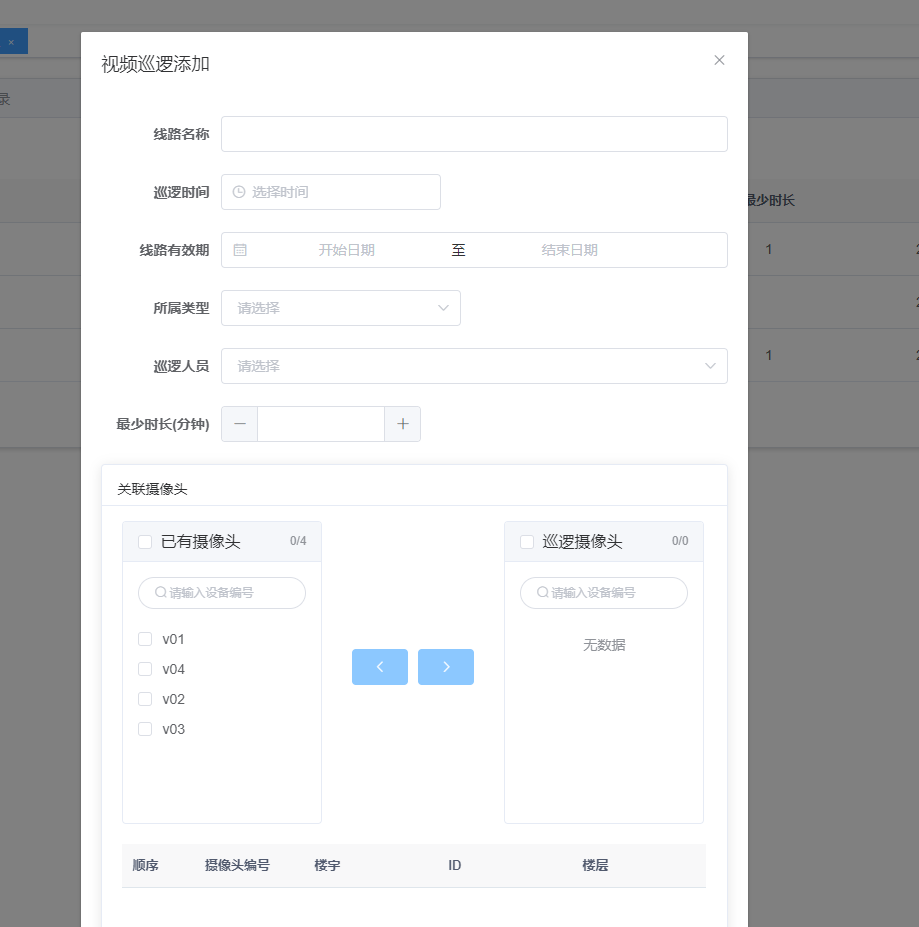 ×
视频巡逻添加
线路名称
录
巡逻时间 选择时间
最少时长
线路有效期 开始日期 至 结束日期
1
所属类型 请选择
巡逻人员 请选择
1
最少时长(分钟)
关联摄像头
已有摄像头 0/4
巡逻摄像头 0/0
请输入设备编号
请输入设备编号
v01
无数据
v04
v02
v03
顺序 摄像头编号 楼宇 ID 楼层